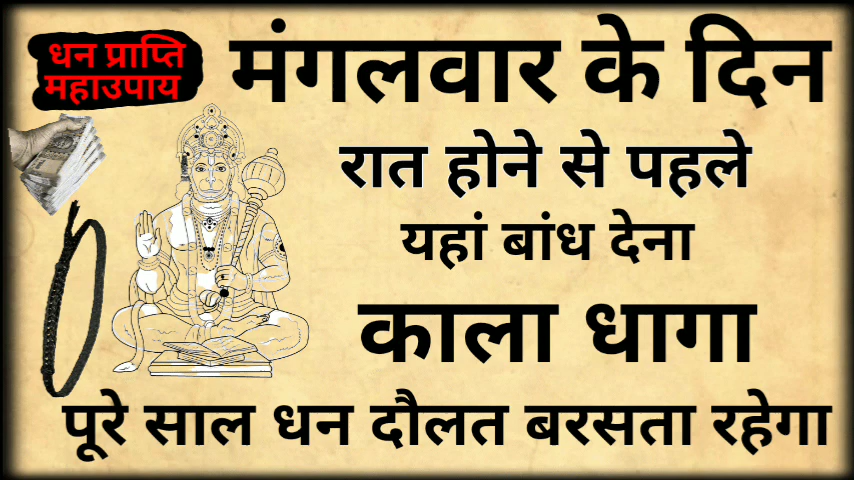 धन प्राप्ति
महाउपाय
मंगलवार के दिन
रात होने से पहले
यहां बांध देना
काला धागा
पूरे साल धन दौलत बरसता रहेगा